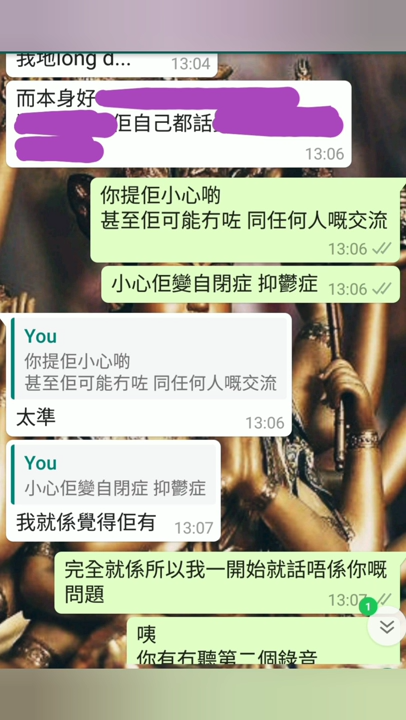 我地long d...
13:04
而本身好
佢自己都話
13:06
你提佢小心啲
甚至佢可能冇咗 同任何人嘅交流
13:06
小心佢變自閉症 抑鬱症 13:06
You
你提佢小心啲
甚至佢可能冇咗 同任何人嘅交流
太準
13:06
You
小心佢變自閉症 抑鬱症
我就係覺得佢有 13:07
完全就係所以我一開始就話唔係你嘅
問題
13:07
1
咦
你有冇聽第二個錄音